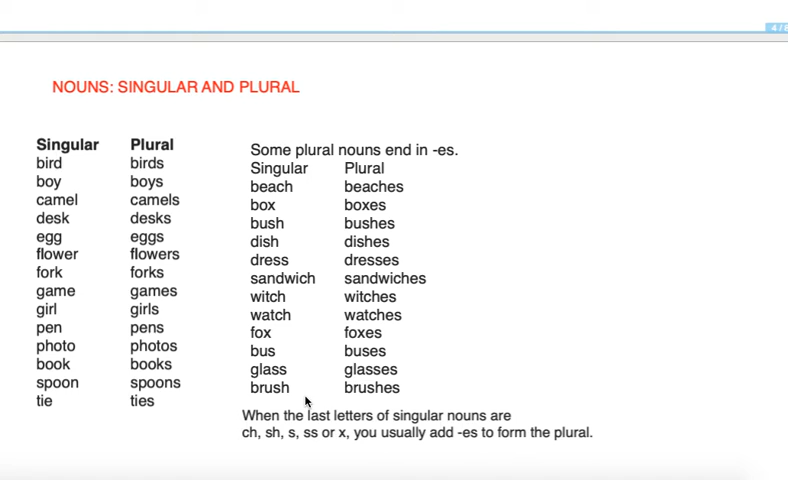 NOUNS: SINGULAR AND PLURAL
Singular Plural
bird birds
boy boys
camel camels
desk desks
egg eggs
flower flowers
fork forks
game games
girl girls
pen pens
photo photos
book books
spoon spoons
tie ties
Some plural nouns end in -es.
Singular Plural
beach beaches
box boxes
bush bushes
dish dishes
dress dresses
sandwich sandwiches
witch witches
watch watches
fox foxes
bus buses
glass glasses
brush brushes
When the last letters of singular nouns are
ch, sh, s, ss or x, you usually add -es to form the plural.